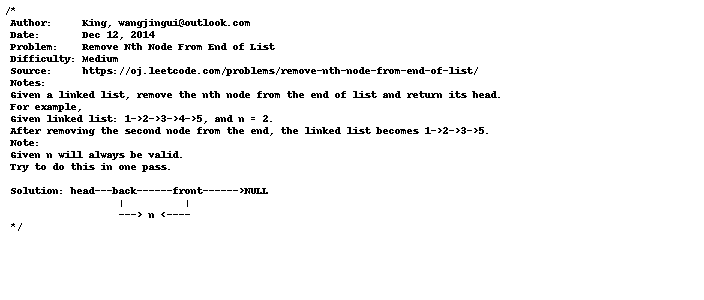 /*
Author:     King, wangjingui@outlook.com
Date:       Dec 12, 2014
Problem:    Remove Nth Node From End of List
Difficulty: Medium
Source:     https://oj.leetcode.com/problems/remove-nth-node-from-end-of-list/
Notes:
Given a linked list, remove the nth node from the end of list and return its head.
For example,
Given linked list: 1->2->3->4->5, and n = 2.
After removing the second node from the end, the linked list becomes 1->2->3->5.
Note:
Given n will always be valid.
Try to do this in one pass.

Solution: head---back------front------>NULL
                  |          |
                  ---> n <----
*/